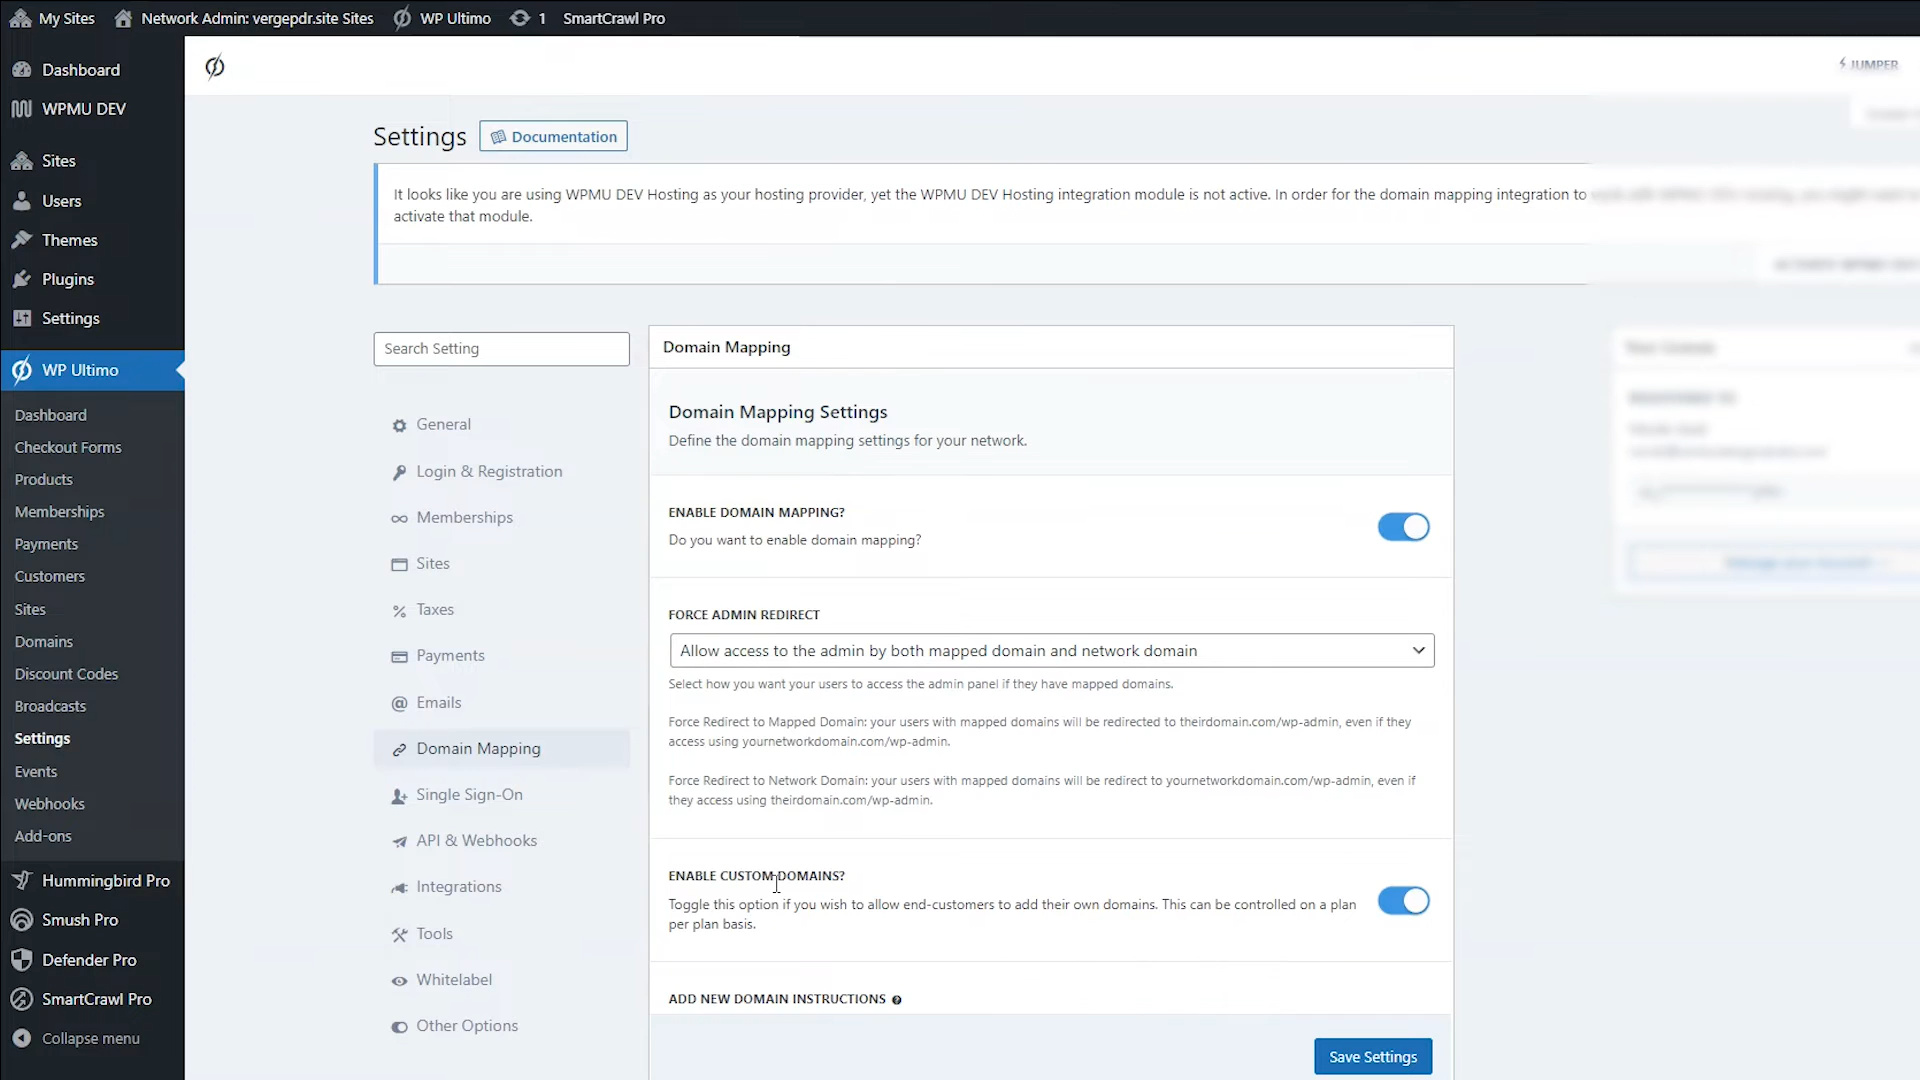 My Sites
Network Admin: vergepdr.site Sites
WP Ultimo
1
SmartCrawl Pro
Dashboard
WPMU DEV
Sites
Users
Themes
Plugins
Settings
WP Ultimo
Dashboard
Checkout Forms
Products
Memberships
Payments
Customers
Sites
Domains
Discount Codes
Broadcasts
Settings
Events
Webhooks
Add-ons
Hummingbird Pro
Smush Pro
Defender Pro
SmartCrawl Pro
Collapse menu
JUMPER
Settings
Documentation
It looks like you are using WPMU DEV Hosting as your hosting provider, yet the WPMU DEV Hosting integration module is not active. In order for the domain mapping integration to
activate that module.
Search Setting
General
Login & Registration
Memberships
Sites
Taxes
Payments
Emails
Domain Mapping
Single Sign-On
API & Webhooks
Integrations
Tools
Whitelabel
Other Options
Domain Mapping
Domain Mapping Settings
Define the domain mapping settings for your network.
ENABLE DOMAIN MAPPING?
Do you want to enable domain mapping?
FORCE ADMIN REDIRECT
Allow access to the admin by both mapped domain and network domain
Select how you want your users to access the admin panel if they have mapped domains.
Force Redirect to Mapped Domain: your users with mapped domains will be redirected to theirdomain.com/wp-admin, even if they
access using yournetworkdomain.com/wp-admin.
Force Redirect to Network Domain: your users with mapped domains will be redirect to yournetworkdomain.com/wp-admin, even if
they access using theirdomain.com/wp-admin.
ENABLE CUSTOM DOMAINS?
Toggle this option if you wish to allow end-customers to add their own domains. This can be controlled on a plan
per plan basis.
ADD NEW DOMAIN INSTRUCTIONS
Save Settings